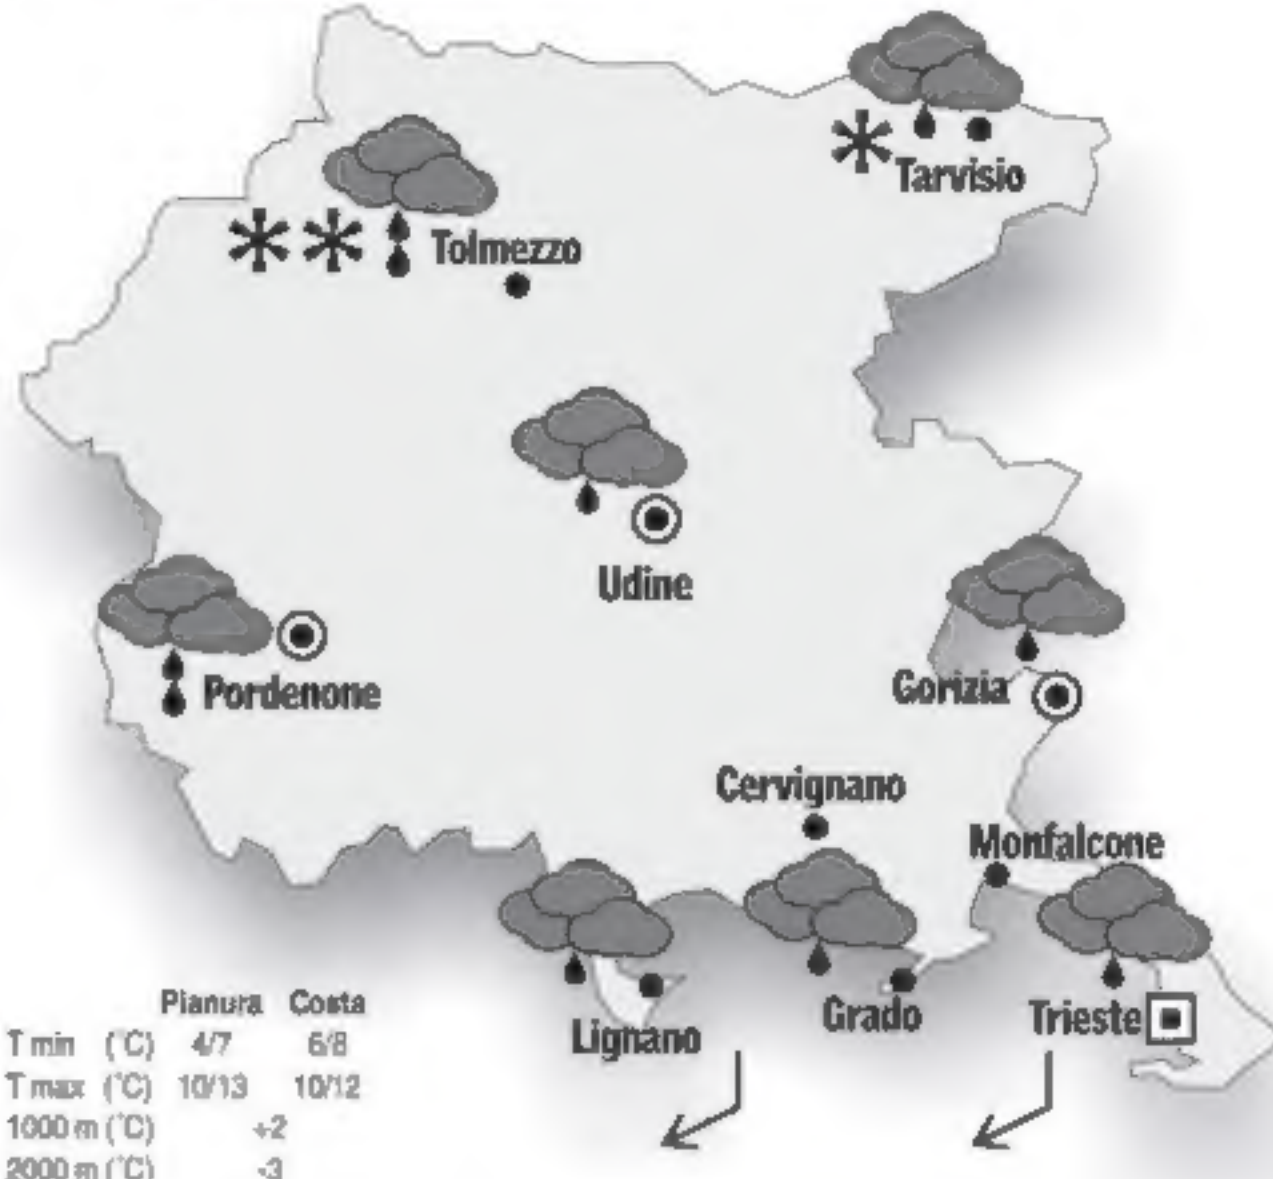 Tarvisio
Tolmezzo
Udine
Pordenone
Gorizia
Cervignano
Monfalcone
Lignano
Grado
Trieste
Pianura Costa
T min (°C) 4/7 6/8
T max (°C) 10/13 10/12
1000 m (°C) +2
2000 m (°C) -3